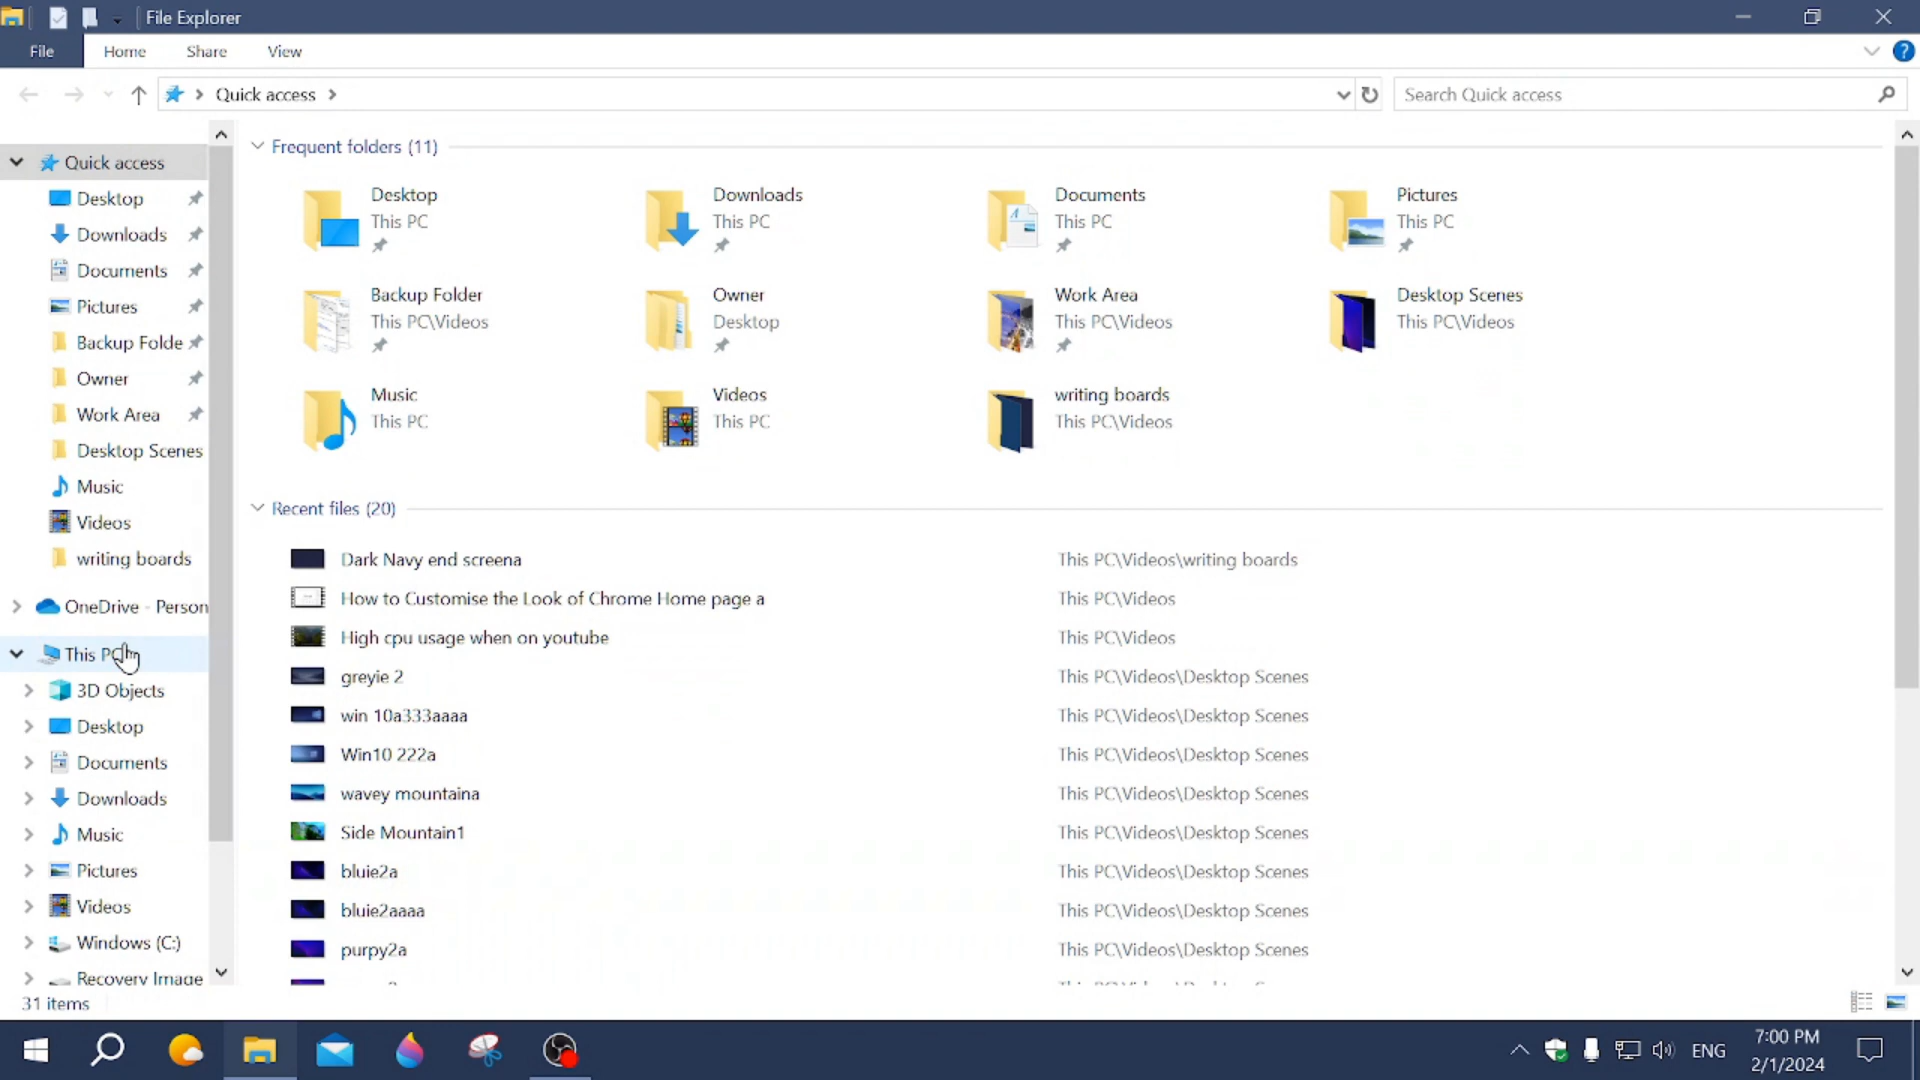 File Explorer
File Home Share View
Quick access
Search Quick access
Quick access
Desktop
Downloads
Documents
Pictures
Backup Folde
Owner
Work Area
Desktop Scenes
Music
Videos
writing boards
OneDrive - Person
This PC
3D Objects
Desktop
Documents
Downloads
Music
Pictures
Videos
Windows (C:)
Recovery Image
Frequent folders (11)
Desktop
This PC
Downloads
This PC
Documents
This PC
Pictures
This PC
Backup Folder
This PC\Videos
Owner
Desktop
Work Area
This PC\Videos
Desktop Scenes
This PC\Videos
Music
This PC
Videos
This PC
writing boards
This PC\Videos
Recent files (20)
Dark Navy end screena This PC\Videos\writing boards
How to Customise the Look of Chrome Home page a This PC\Videos
High cpu usage when on youtube This PC\Videos
greyie 2 This PC\Videos\Desktop Scenes
win 10a333aaaa This PC\Videos\Desktop Scenes
Win10 222a This PC\Videos\Desktop Scenes
wavey mountaina This PC\Videos\Desktop Scenes
Side Mountain1 This PC\Videos\Desktop Scenes
bluie2a This PC\Videos\Desktop Scenes
bluie2aaaa This PC\Videos\Desktop Scenes
purpy2a This PC\Videos\Desktop Scenes
31 items
ENG
7:00 PM
2/1/2024